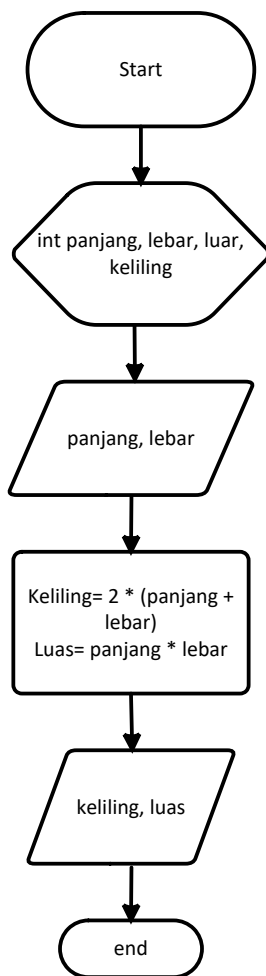 Start
int panjang, lebar, luar,
keliling
panjang, lebar
Keliling= 2 * (panjang +
lebar)
Luas= panjang * lebar
keliling, luas
end